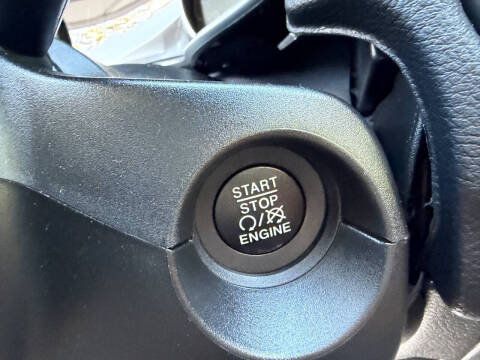 START
STOP
/
ENGINE